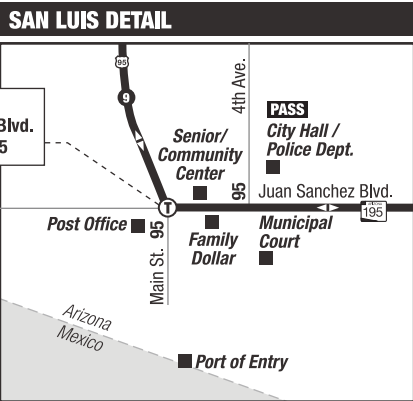 SAN LUIS DETAIL
95
9
4th Ave.
PASS
City Hall /
Police Dept.
Blvd.
5
Senior/
Community
Center
95
Juan Sanchez Blvd.
T
195
Post Office
95
Main St.
Family
Dollar
Municipal
Court
Arizona
Mexico
Port of Entry